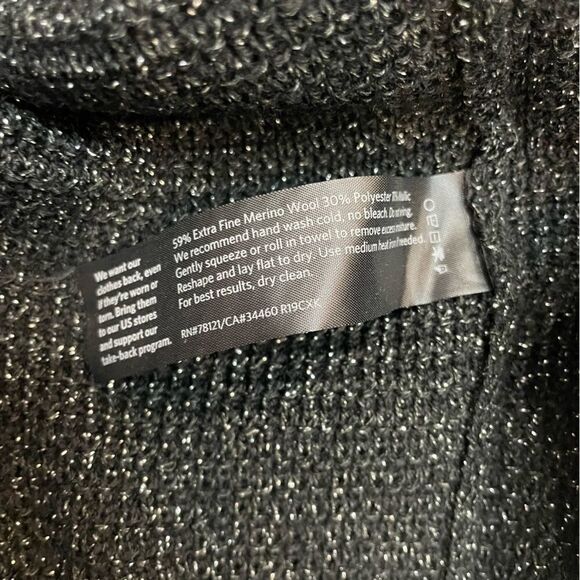 We want our
clothes back, even
if they're worn or
torn. Bring them
to our US stores
and support our
take-back program.
59% Extra Fine Merino Wool 30% Polyester
We recommend hand wash cold, no bleach. Do not wring.
Gently squeeze or roll in towel to remove excess moisture.
Reshape and lay flat to dry. Use medium heat iron if needed.
For best results, dry clean.
RN#78121/CA#34460 R19CXK